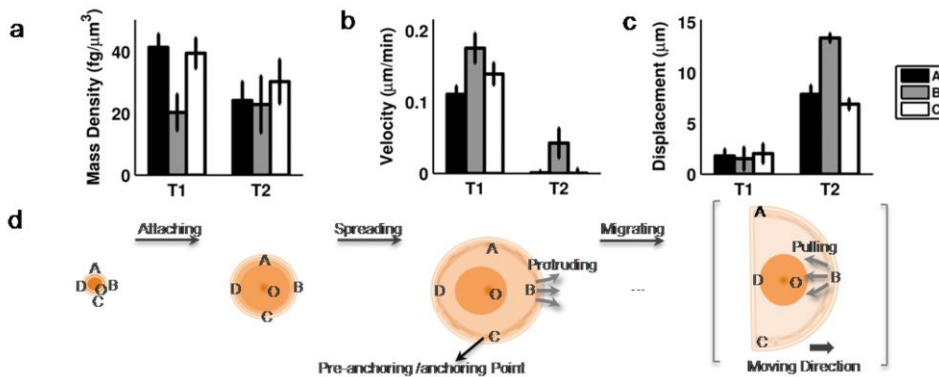 a
Mass Density (fg/μm³)
40
20
0
T1
T2
b
Velocity (μm/min)
0.2
0.1
0
T1
T2
c
Displacement (μm)
15
10
5
0
T1
T2
A
B
C
d
Attaching
Spreading
Migrating
A
D O B
C
A
D O B
C
A
Protruding
D O B
C
Pre-anchoring /anchoring Point
...
A
Pulling
D O B
C
Moving Direction